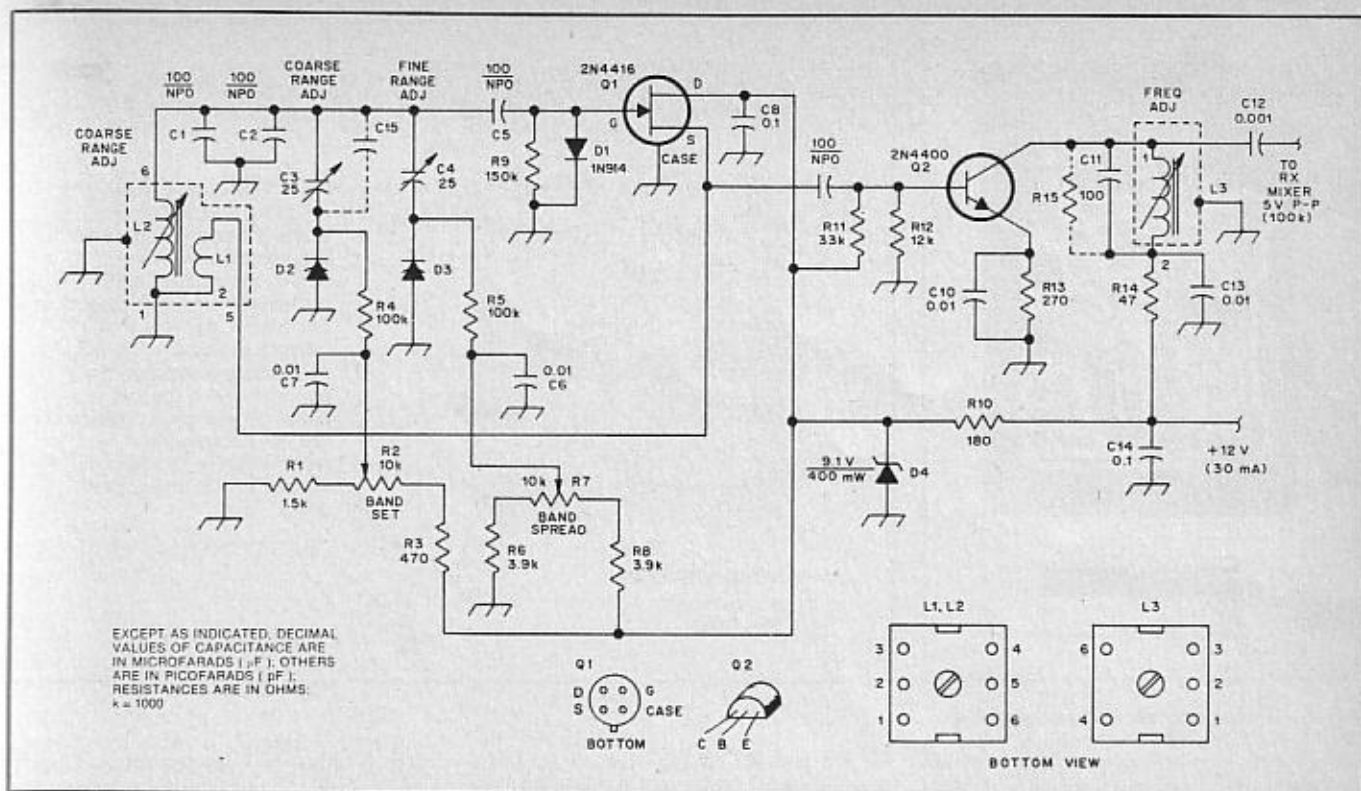 100
NPO
C1
100
NPO
C2
COARSE
RANGE
ADJ
C3
25
C15
FINE
RANGE
ADJ
C4
25
100
NPO
C5
2N4416
Q1
D
G
S
CASE
R9
150k
D1
1N914
C8
0.1
COARSE
RANGE
ADJ
6
L2
L1
1
2
5
D2
D3
R4
100k
R5
100k
0.01
C7
0.01
C6
100
NPO
2N4400
Q2
R11
33k
R12
12k
C10
0.01
R13
270
R15
C11
100
FREQ
ADJ
1
L3
2
C12
0.001
TO
RX
MIXER
5V P-P
(100k)
R14
47
C13
0.01
R1
1.5k
R2
10k
BAND
SET
R3
470
10k
R7
BAND
SPREAD
R6
3.9k
R8
3.9k
9.1 V
400 mW
D4
R10
180
C14
0.1
+12V
(30 mA)
EXCEPT AS INDICATED, DECIMAL
VALUES OF CAPACITANCE ARE
IN MICROFARADS ( µF ); OTHERS
ARE IN PICOFARADS ( pF );
RESISTANCES ARE IN OHMS;
k = 1000
Q1
D
G
S
CASE
BOTTOM
Q2
C B E
L1, L2
3
4
2
5
1
6
L3
6
3
2
4
1
BOTTOM VIEW